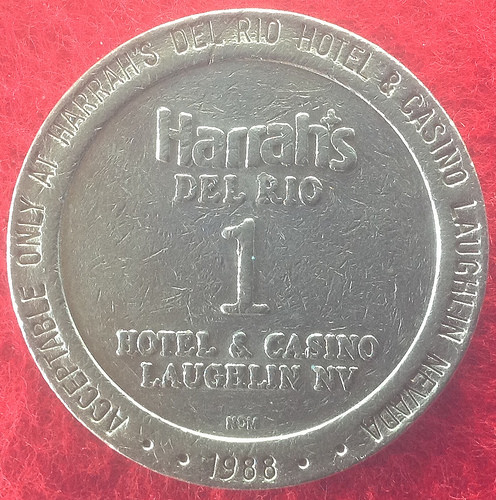 ACCEPTABLE ONLY AT HARRAH'S DEL RIO HOTEL & CASINO LAUGHLIN NEVADA
Harrah's
DEL RIO
1
HOTEL & CASINO
LAUGELIN NV
NCM
• • 1988 • •